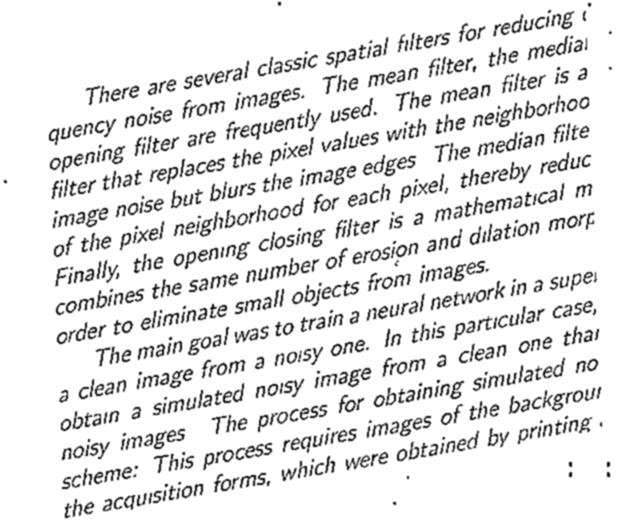 There are several classic spatial filters for reducing
quency noise from images. The mean filter, the media
opening filter are frequently used. The mean filter is a
filter that replaces the pixel values with the neighborhoo
image noise but blurs the image edges The median filte
of the pixel neighborhood for each pixel, thereby reduc
Finally, the opening closing filter is a mathematical m
combines the same number of erosion and dilation morp
order to eliminate small objects from images.
The main goal was to train a neural network in a super
a clean image from a noisy one. In this particular case,
obtain a simulated noisy image from a clean one than
noisy images The process for obtaining simulated no
scheme: This process requires images of the backgroun
the acquisition forms, which were obtained by printing